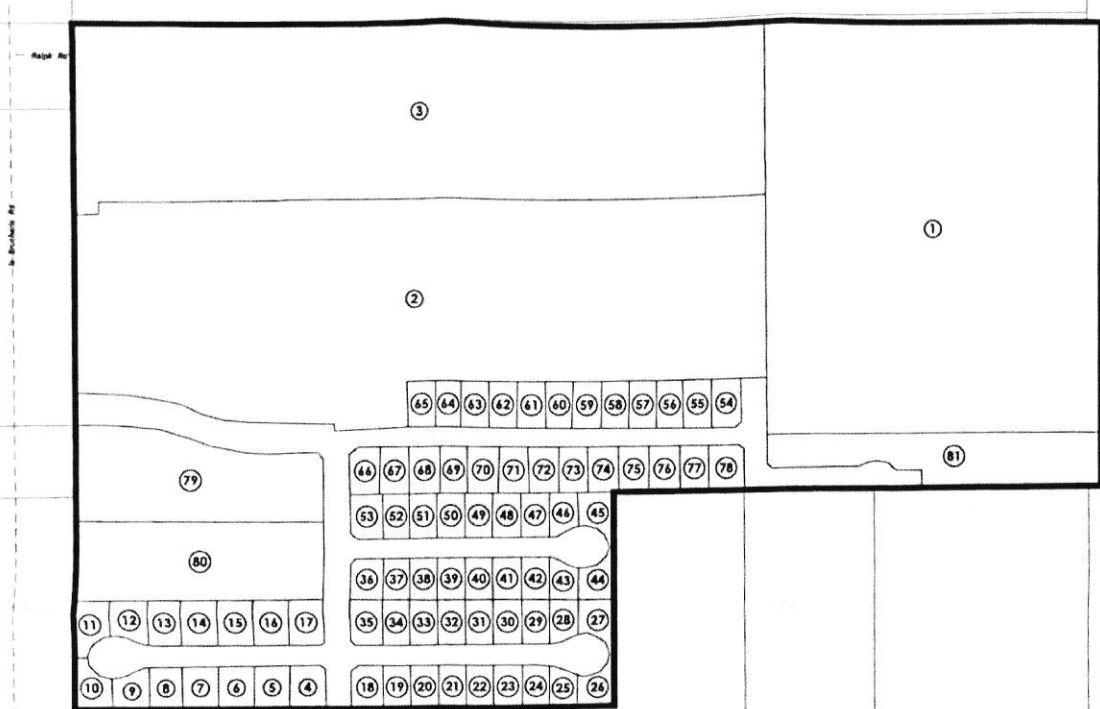 Ralph Rd
la Brucherie Rd
3
1
2
65 64 63 62 61 60 59 58 57 56 55 54
81
66 67 68 69 70 71 72 73 74 75 76 77 78
79
53 52 51 50 49 48 47 46 45
80
36 37 38 39 40 41 42 43 44
11 12 13 14 15 16 17
35 34 33 32 31 30 29 28 27
10 9 8 7 6 5 4
18 19 20 21 22 23 24 25 26